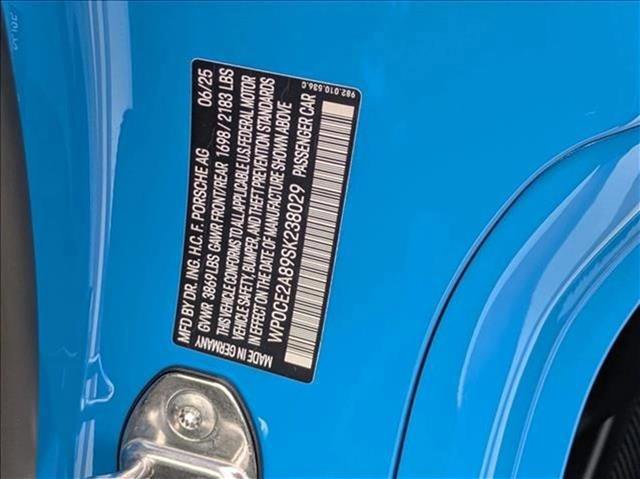 MFD BY DR. ING. H.C. F. PORSCHE AG 06/25
GVWR 3869 LBS GAWR FRONT/REAR 1698 / 2183 LBS
THIS VEHICLE CONFORMS TO ALL APPLICABLE U.S. FEDERAL MOTOR
VEHICLE SAFETY, BUMPER, AND THEFT PREVENTION STANDARDS
IN EFFECT ON THE DATE OF MANUFACTURE SHOWN ABOVE
WP0CE2A89SK238029 PASSENGER CAR
MADE IN GERMANY
982.010.536.C